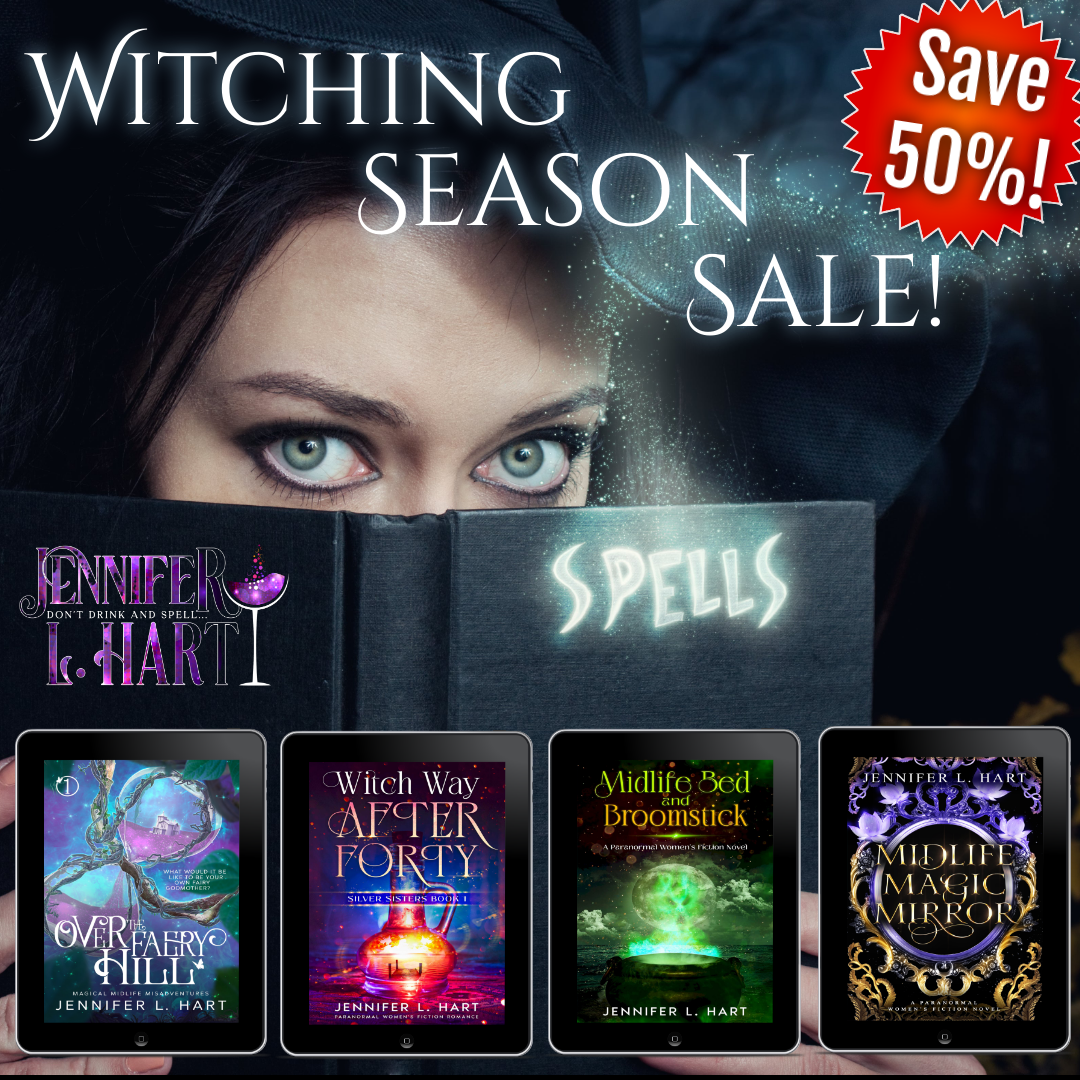 WITCHING
SEASON
SALE!
Save
50%!
SPELLS
JENNIFER
DON'T DRINK AND SPELL...
L. HART
1
WHAT WOULD IT BE
LIKE TO BE YOUR
OWN FAIRY
GODMOTHER?
OVER THE
FAERY
HILL
MAGICAL MIDLIFE MISADVENTURES
JENNIFER L. HART
Witch Way
AFTER
FORTY
SILVER SISTERS BOOK 1
JENNIFER L. HART
PARANORMAL WOMEN'S FICTION ROMANCE
Midlife Bed
and
Broomstick
A Paranormal Women's Fiction Novel
JENNIFER L. HART
JENNIFER L. HART
MIDLIFE
MAGIC
MIRROR
A PARANORMAL
WOMEN'S FICTION NOVEL